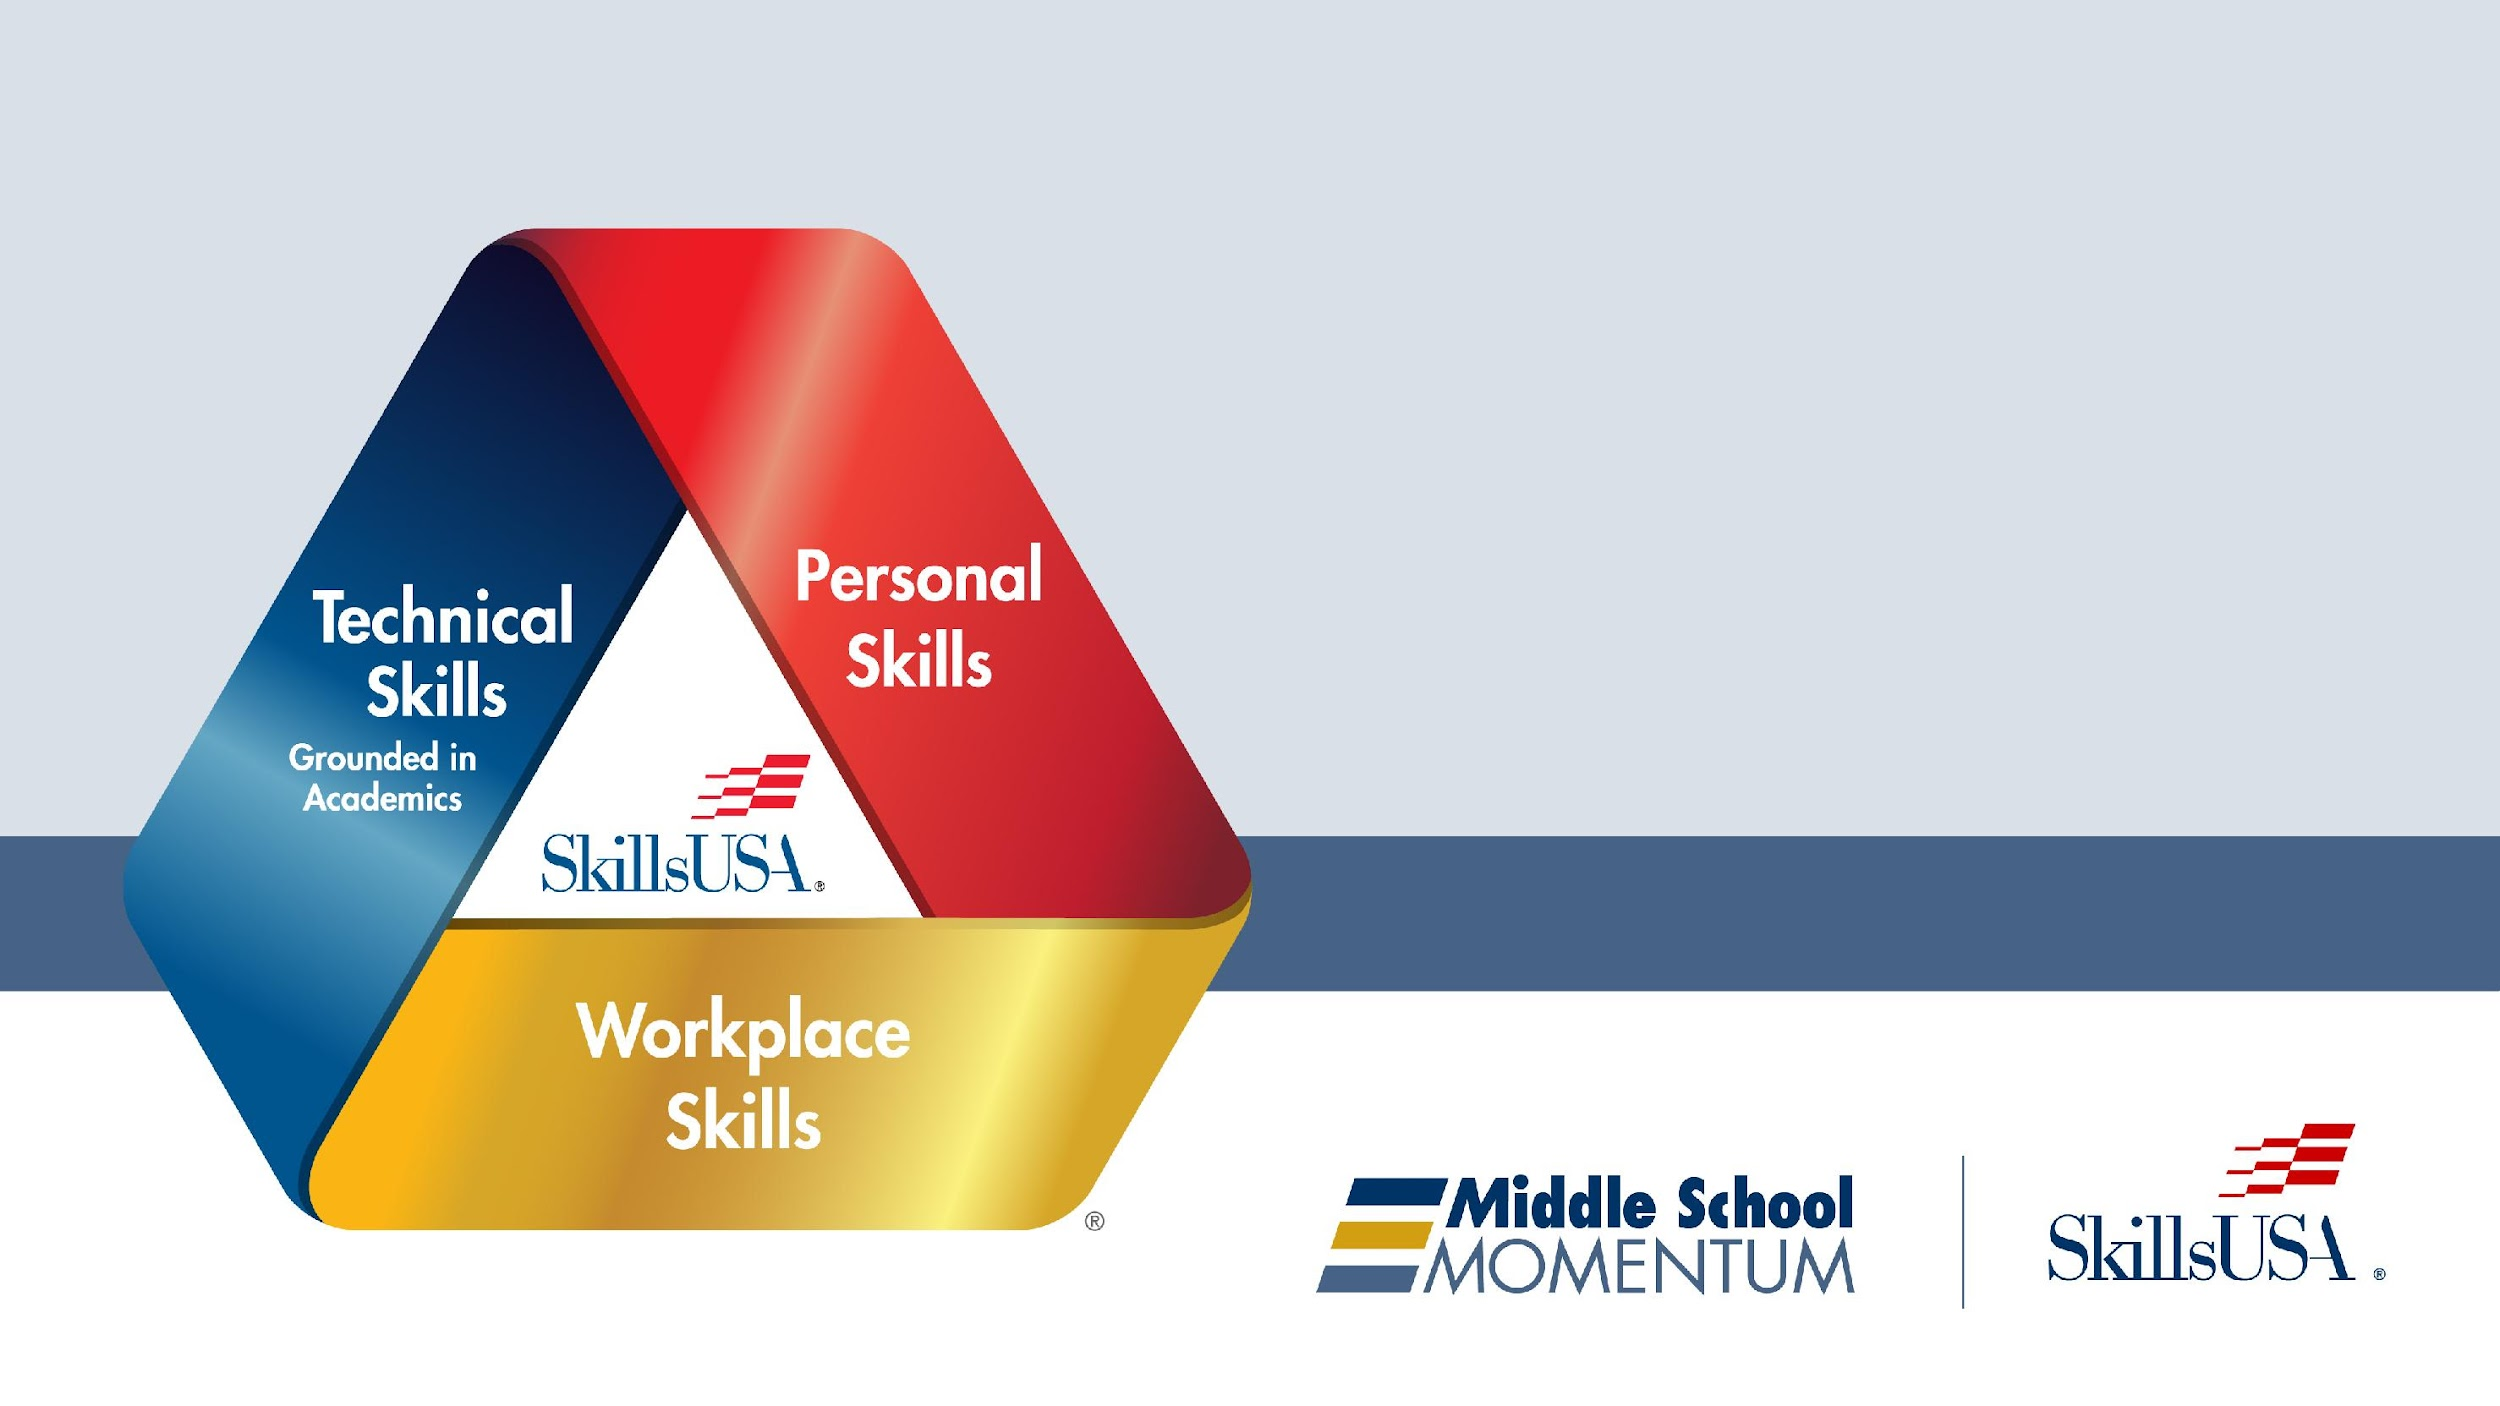 Technical
Skills
Grounded in
Academics
Personal
Skills
SkillsUSA®
Workplace
Skills
®
Middle School
MOMENTUM
SkillsUSA®